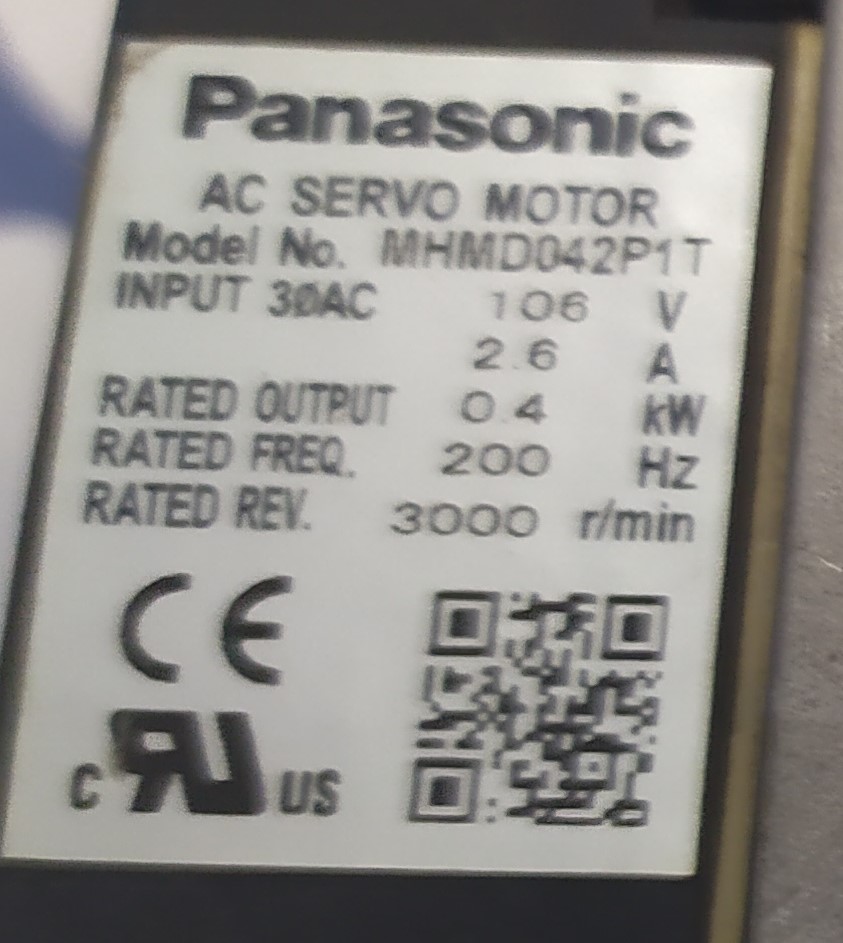 Panasonic
AC SERVO MOTOR
Model No. MHMD042P1T
INPUT 3ØAC 106 V
2.6 A
RATED OUTPUT 0.4 kW
RATED FREQ. 200 Hz
RATED REV. 3000 r/min
CE
c RU US